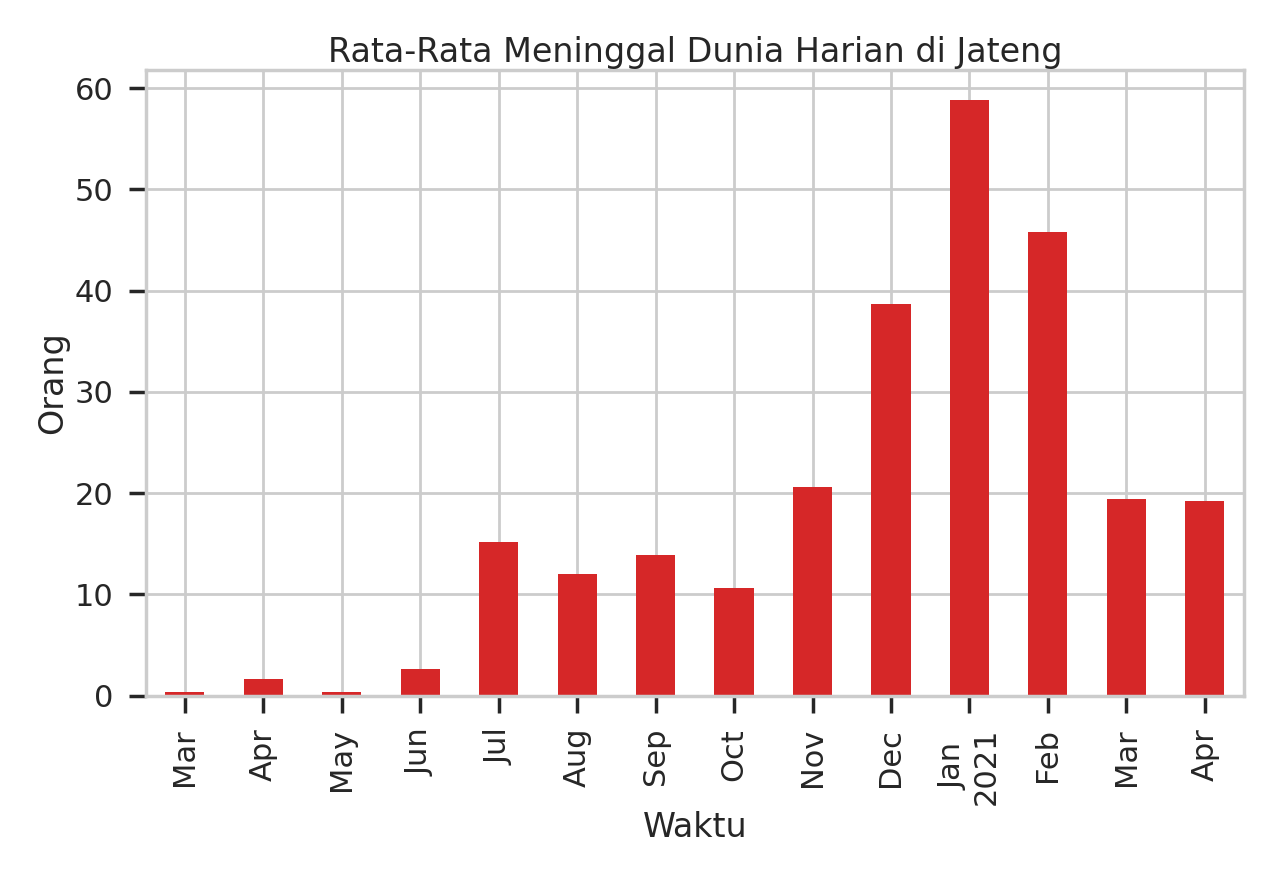 Rata-Rata Meninggal Dunia Harian di Jateng
60
50
40
30
20
10
0
Orang
Mar
Apr
May
Jun
Jul
Aug
Sep
Oct
Nov
Dec
Jan
2021
Feb
Mar
Apr
Waktu